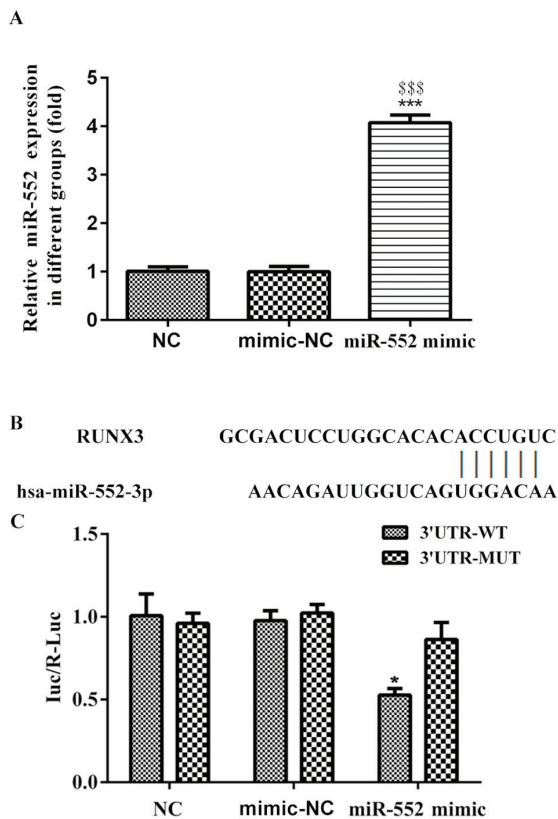 A
Relative miR-552 expression
in different groups (fold)
5
4
3
2
1
0
$$$
***
NC
mimic-NC
miR-552 mimic
B
RUNX3
GCGACUCCUGGCACACACCUGUC
hsa-miR-552-3p
AACAGAUUGGUCAGUGGACAA
C
Iuc/R-Luc
1.5
1.0
0.5
0.0
3'UTR-WT
3'UTR-MUT
*
NC
mimic-NC
miR-552 mimic